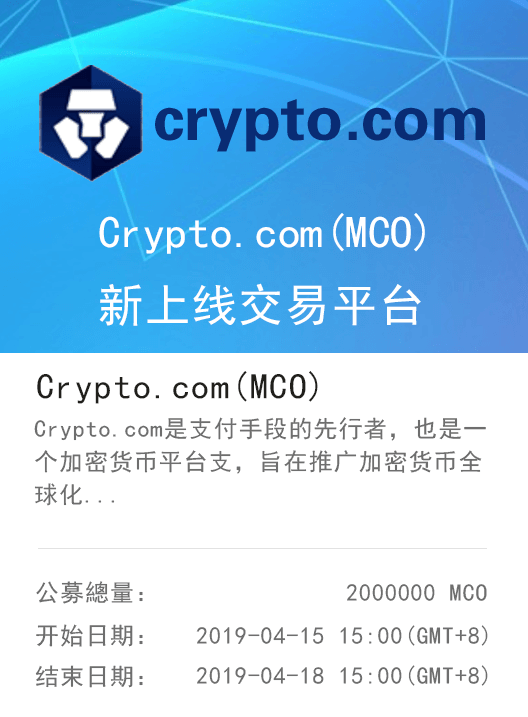 crypto.com
Crypto.com(MCO)
新上线交易平台
Crypto.com(MCO)
Crypto.com是支付手段的先行者，也是一
个加密货币平台支，旨在推广加密货币全
球化...
公募總量： 2000000 MCO
开始日期： 2019-04-15 15:00(GMT+8)
结束日期： 2019-04-18 15:00(GMT+8)